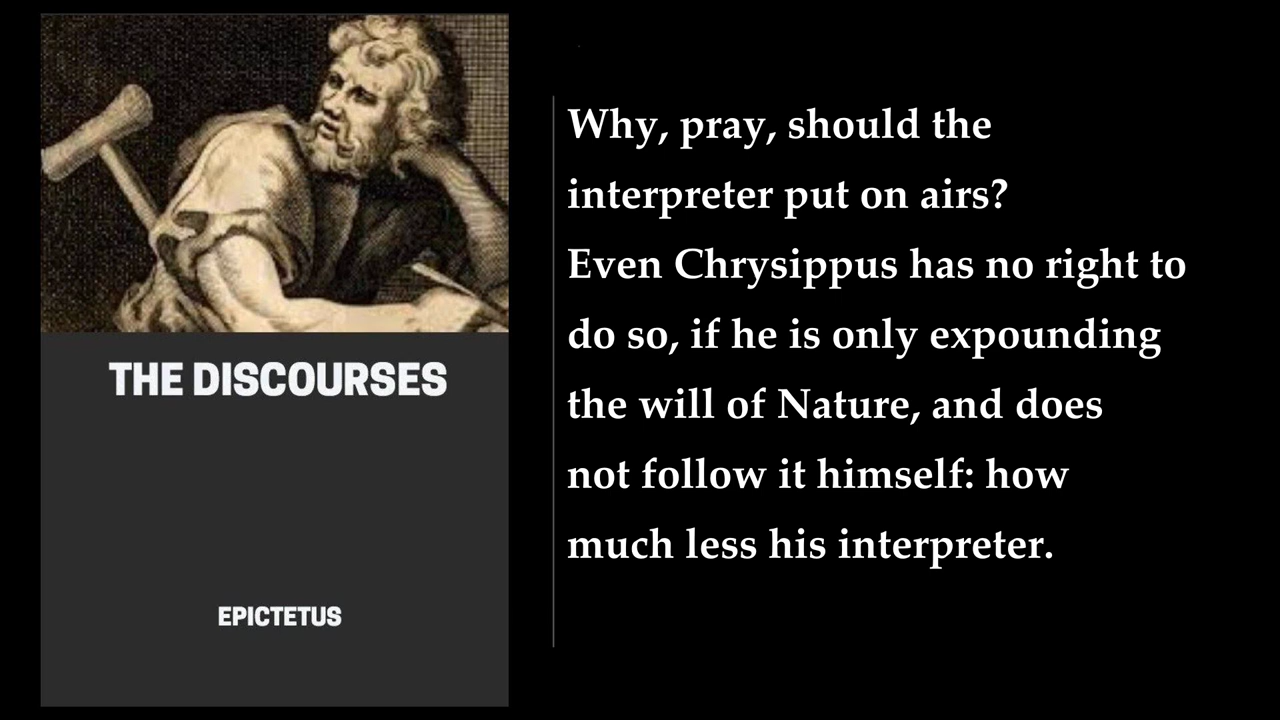 THE DISCOURSES
EPICTETUS
Why, pray, should the
interpreter put on airs?
Even Chrysippus has no right to
do so, if he is only expounding
the will of Nature, and does
not follow it himself: how
much less his interpreter.